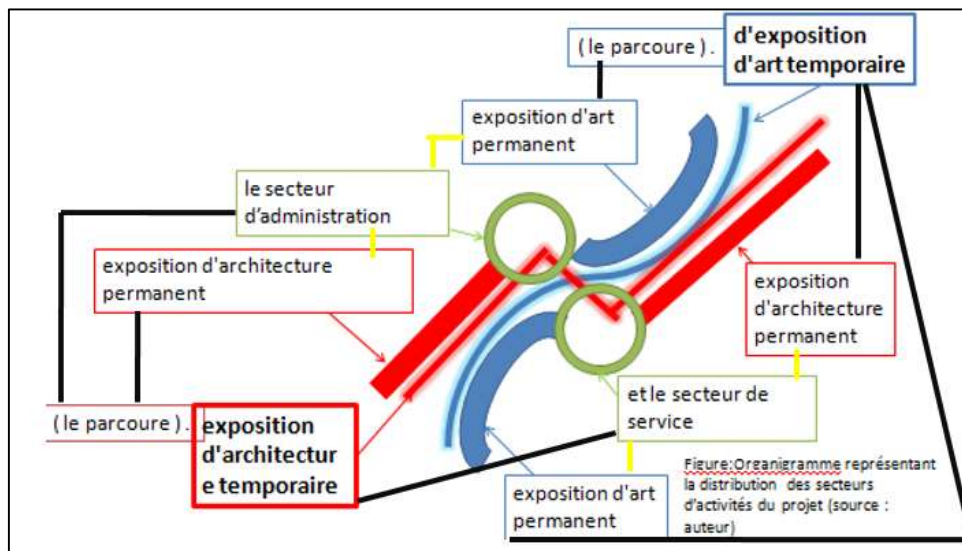 ( le parcoure ) .
d'exposition
d'art temporaire
exposition d'art
permanent
le secteur
d'administration
exposition d'architecture
permanent
exposition
d'architecture
permanent
( le parcoure ) .
exposition
d'architectur
e temporaire
et le secteur de
service
exposition d'art
permanent
Figure:Organigramme représentant
la distribution des secteurs
d'activités du projet (source :
auteur)